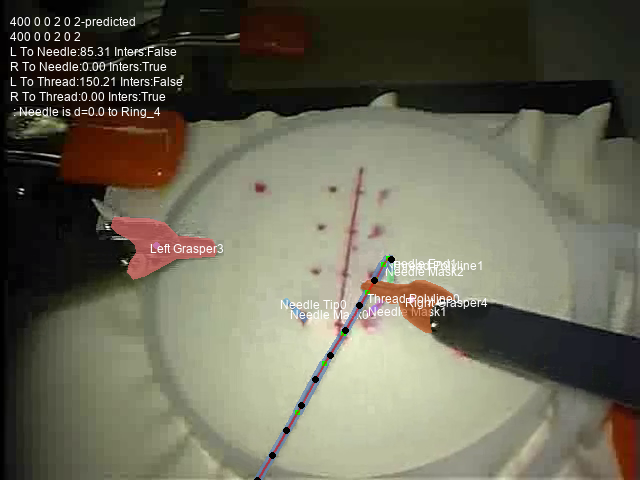 400 0 0 2 0 2-predicted
400 0 0 2 0 2
L To Needle:85.31 Inters:False
R To Needle:0.00 Inters:True
L To Thread:150.21 Inters:False
R To Thread:0.00 Inters:True
: Needle is d=0.0 to Ring_4
Left Grasper3
Needle Mask2
Needle Tip0
Thread Polyline0
Right Grasper4
Needle Mask0
Needle Mask1